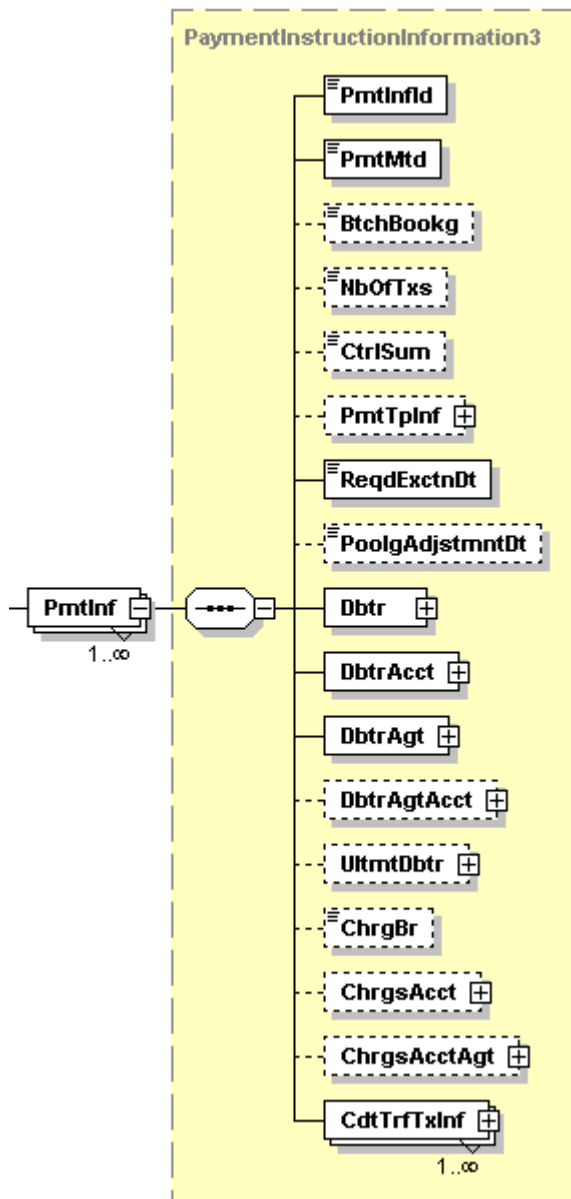 PaymentInstructionInformation3
PmtInfId
PmtMtd
BtchBookg
NbOfTxs
CtrlSum
PmtTpInf
ReqdExctnDt
PoolgAdjstmntDt
PmtInf
1..∞
Dbtr
DbtrAcct
DbtrAgt
DbtrAgtAcct
UltmtDbtr
ChrgBr
ChrgsAcct
ChrgsAcctAgt
CdtTrfTxInf
1..∞